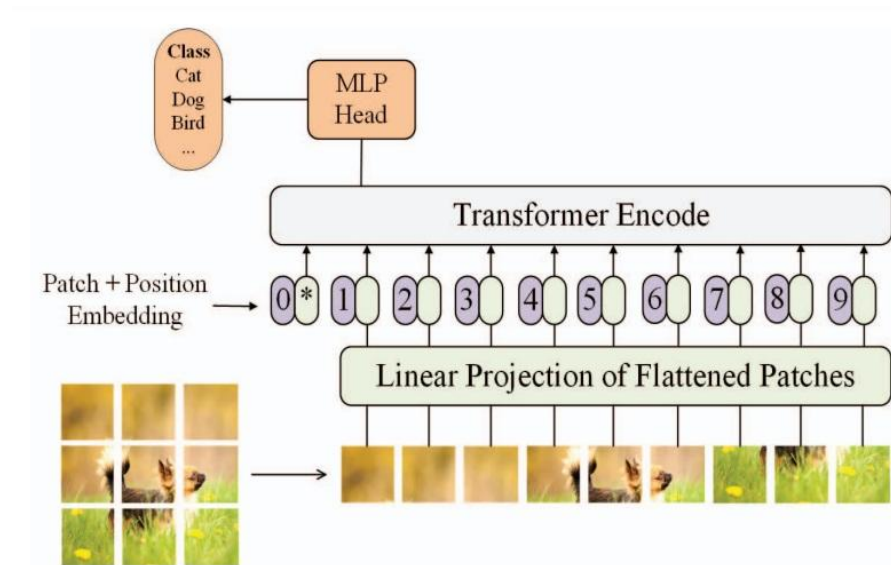 Class
Cat
Dog
Bird
...
MLP
Head
Transformer Encode
Patch + Position
Embedding
0 * 1 2 3 4 5 6 7 8 9
Linear Projection of Flattened Patches